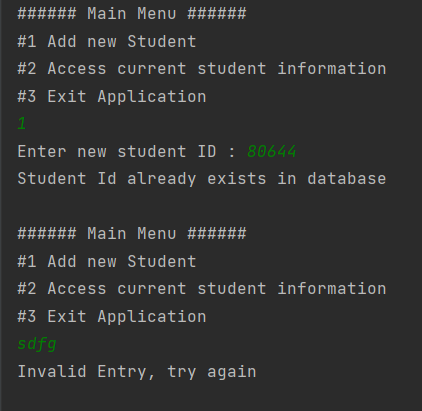 ###### Main Menu ######
#1 Add new Student
#2 Access current student information
#3 Exit Application
1
Enter new student ID : 80644
Student Id already exists in database
###### Main Menu ######
#1 Add new Student
#2 Access current student information
#3 Exit Application
sdfg
Invalid Entry, try again